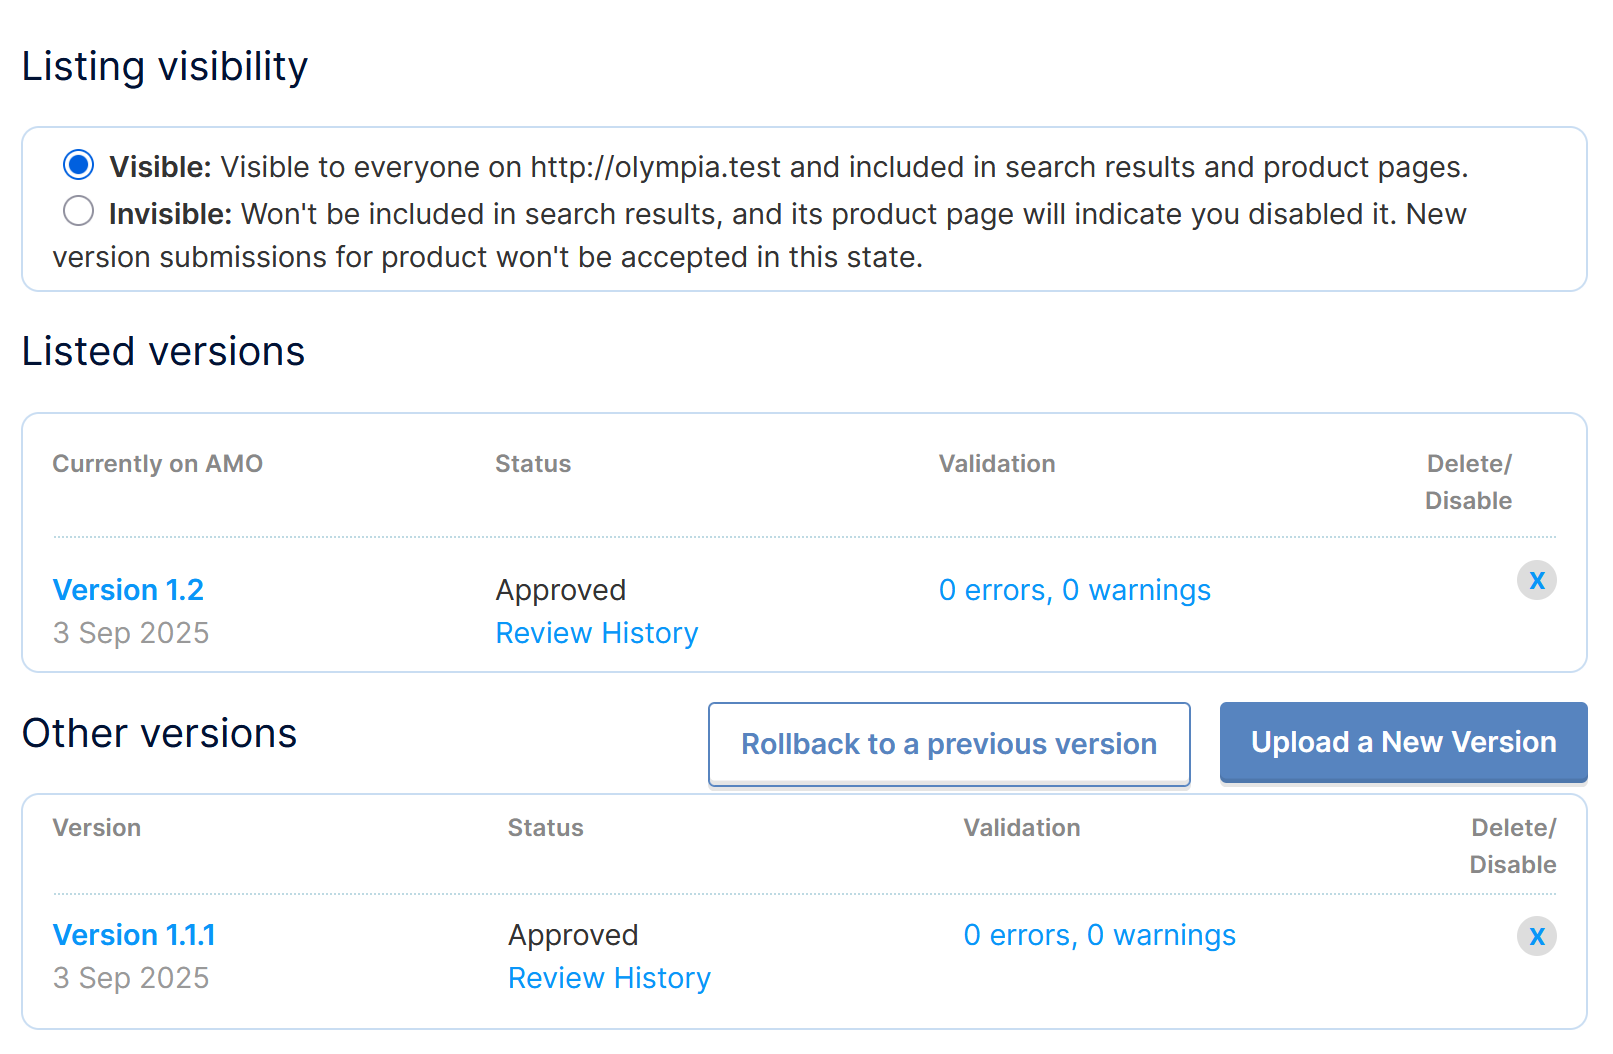 Listing visibility
Visible: Visible to everyone on http://olympia.test and included in search results and product pages.
Invisible: Won't be included in search results, and its product page will indicate you disabled it. New
version submissions for product won't be accepted in this state.
Listed versions
Currently on AMO Status Validation Delete/
Disable
Version 1.2 Approved 0 errors, 0 warnings x
3 Sep 2025 Review History
Other versions Rollback to a previous version Upload a New Version
Version Status Validation Delete/
Disable
Version 1.1.1 Approved 0 errors, 0 warnings x
3 Sep 2025 Review History